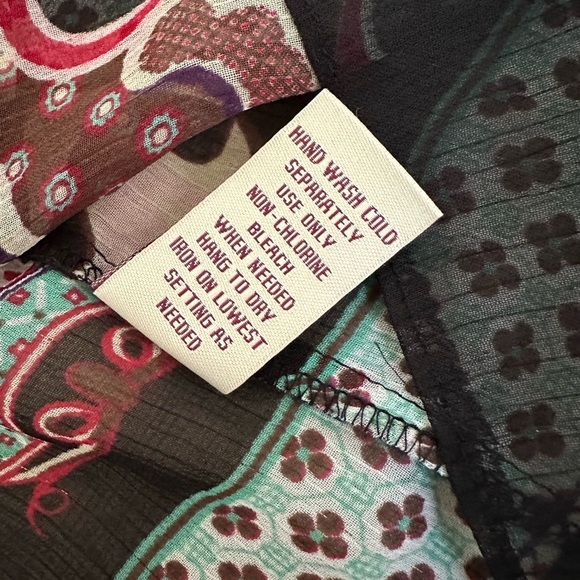 HAND WASH COLD
SEPARATELY
USE ONLY
NON-CHLORINE
BLEACH
WHEN NEEDED
HANG TO DRY
IRON ON LOWEST
SETTING AS
NEEDED